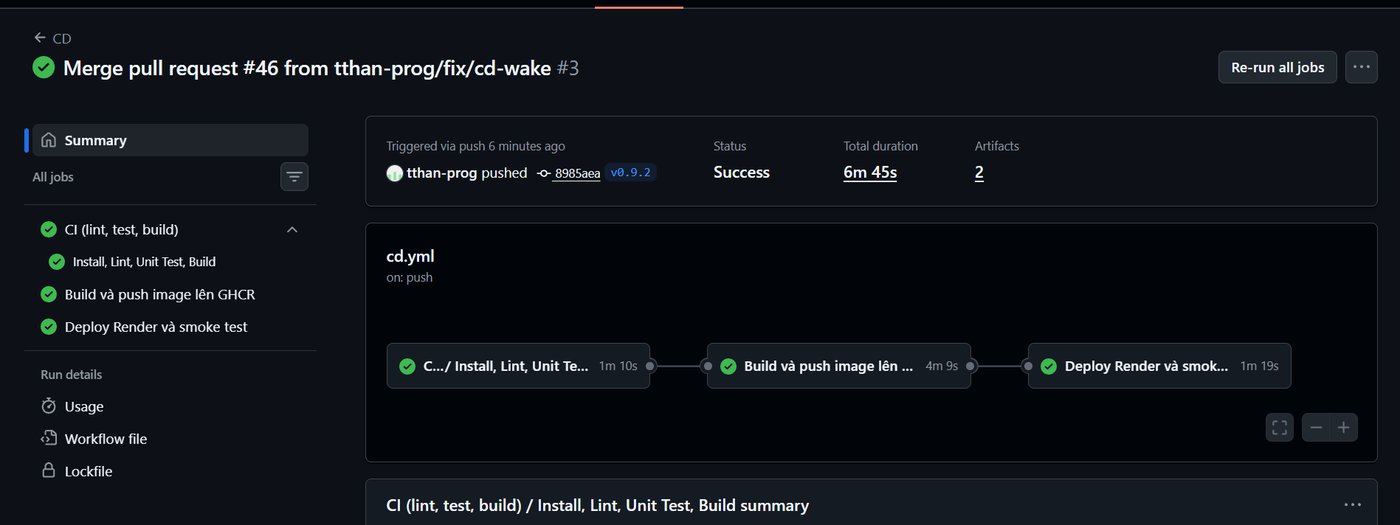 CD
Merge pull request #46 from tthan-prog/fix/cd-wake #3
Re-run all jobs
Summary
All jobs
CI (lint, test, build)
Install, Lint, Unit Test, Build
Build và push image lên GHCR
Deploy Render và smoke test
Run details
Usage
Workflow file
Lockfile
Triggered via push 6 minutes ago
tthan-prog pushed 8985aea v0.9.2
Status
Success
Total duration
6m 45s
Artifacts
2
cd.yml
on: push
C.../ Install, Lint, Unit Te... 1m 10s
Build và push image lên ... 4m 9s
Deploy Render và smok... 1m 19s
CI (lint, test, build) / Install, Lint, Unit Test, Build summary